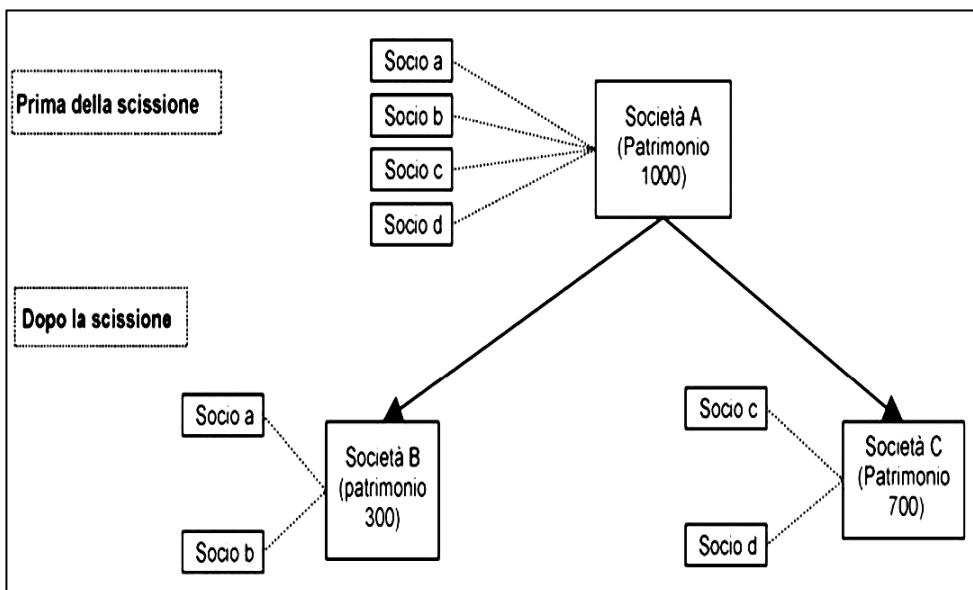 Prima della scissione
Socio a
Socio b
Socio c
Socio d
Società A
(Patrimonio
1000)
Dopo la scissione
Socio a
Socio b
Società B
(patrimonio
300)
Socio c
Socio d
Società C
(Patrimonio
700)